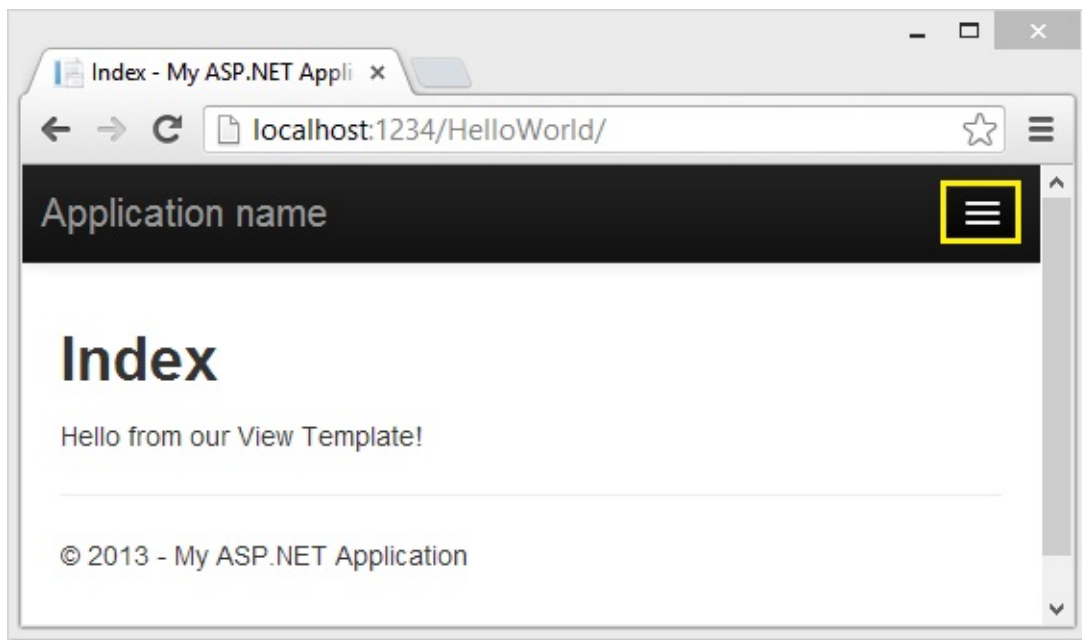 Index - My ASP.NET Appli
localhost:1234/HelloWorld/
Application name
Index
Hello from our View Template!
© 2013 - My ASP.NET Application